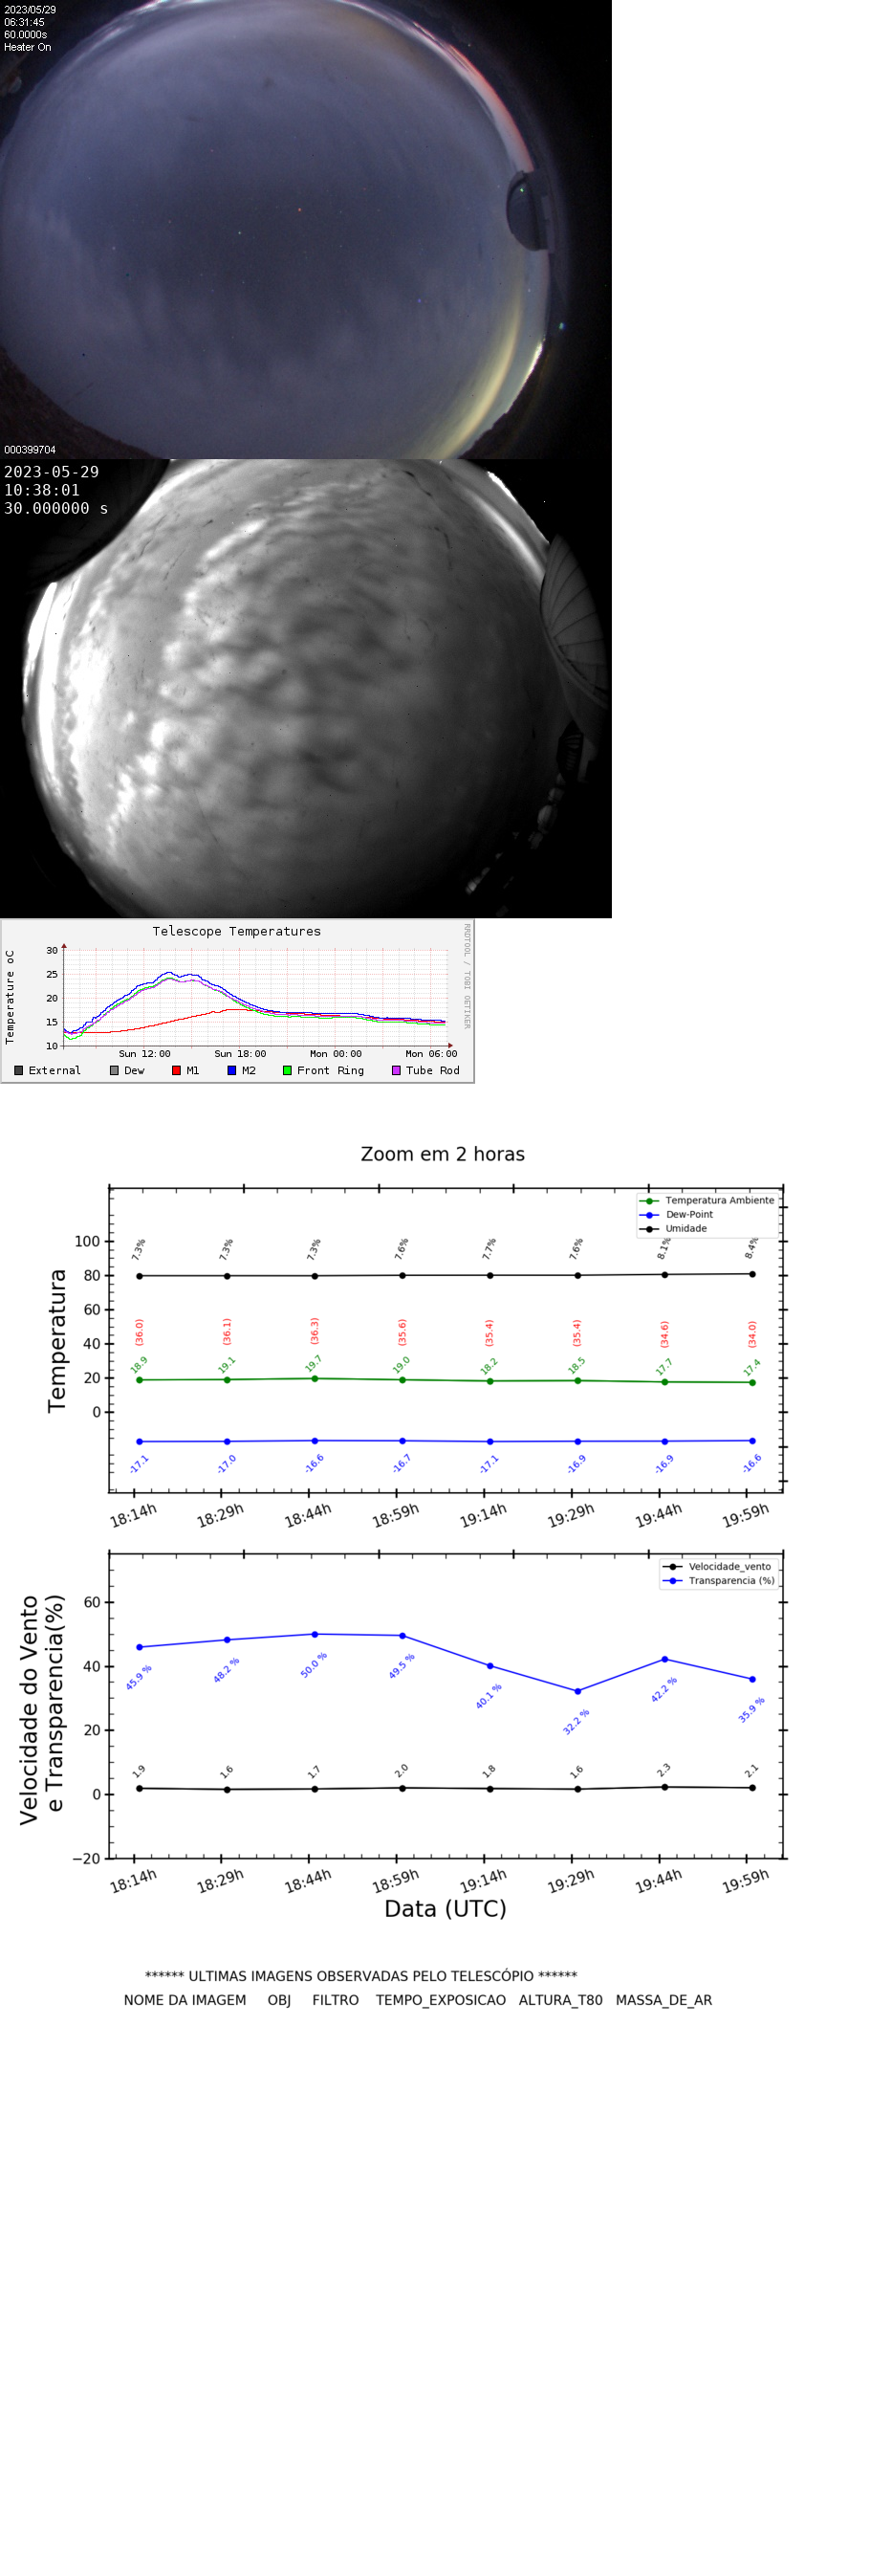 2023/05/29
06:31:45
60.0000s
Heater On
000399704
2023-05-29
10:38:01
30.000000 s
Telescope Temperatures
RRDTOOL / TOBI OETIKER
Temperature oC
30
25
20
15
10
Sun 12:00 Sun 18:00 Mon 00:00 Mon 06:00
External Dew M1 M2 Front Ring Tube Rod
Zoom em 2 horas
Temperatura Ambiente
Dew-Point
Umidade
Temperatura
100
80
60
40
20
0
7.3% 7.3% 7.3% 7.6% 7.7% 7.6% 8.1% 8.4%
(36.0) (36.1) (36.3) (35.6) (35.4) (35.4) (34.6) (34.0)
18.9 19.1 19.7 19.0 18.2 18.5 17.7 17.4
-17.1 -17.0 -16.6 -16.7 -17.1 -16.9 -16.9 -16.6
18:14h 18:29h 18:44h 18:59h 19:14h 19:29h 19:44h 19:59h
Velocidade_vento
Transparencia (%)
Velocidade do Vento
e Transparencia(%)
60
40
20
0
−20
45.9 % 48.2 % 50.0 % 49.5 % 40.1 % 32.2 % 42.2 % 35.9 %
1.9 1.6 1.7 2.0 1.8 1.6 2.3 2.1
18:14h 18:29h 18:44h 18:59h 19:14h 19:29h 19:44h 19:59h
Data (UTC)
****** ULTIMAS IMAGENS OBSERVADAS PELO TELESCÓPIO ******
NOME DA IMAGEM OBJ FILTRO TEMPO_EXPOSICAO ALTURA_T80 MASSA_DE_AR